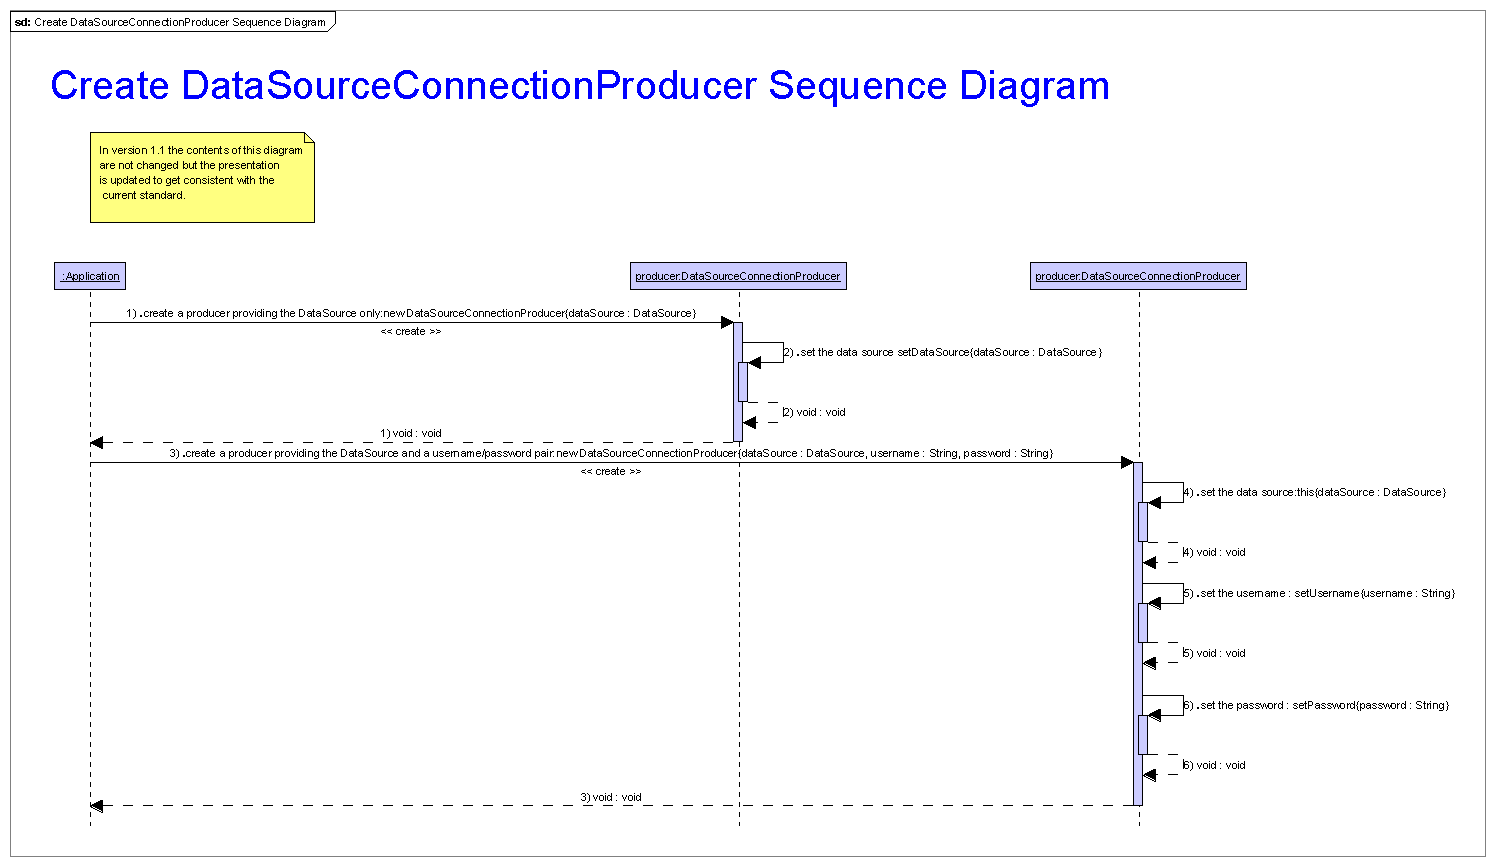 sd: Create DataSourceConnectionProducer Sequence Diagram
Create DataSourceConnectionProducer Sequence Diagram
In version 1.1 the contents of this diagram
are not changed but the presentation
is updated to get consistent with the
current standard.
:Application
producer:DataSourceConnectionProducer
producer:DataSourceConnectionProducer
1) .create a producer providing the DataSource only:new DataSourceConnectionProducer{dataSource : DataSource}
<< create >>
2) .set the data source setDataSource{dataSource : DataSource}
2) void : void
1) void : void
3) .create a producer providing the DataSource and a username/password pair:new DataSourceConnectionProducer{dataSource : DataSource, username : String, password : String}
<< create >>
4) .set the data source:this{dataSource : DataSource}
4) void : void
5) .set the username : setUsername{username : String}
5) void : void
6) .set the password : setPassword{password : String}
6) void : void
3) void : void